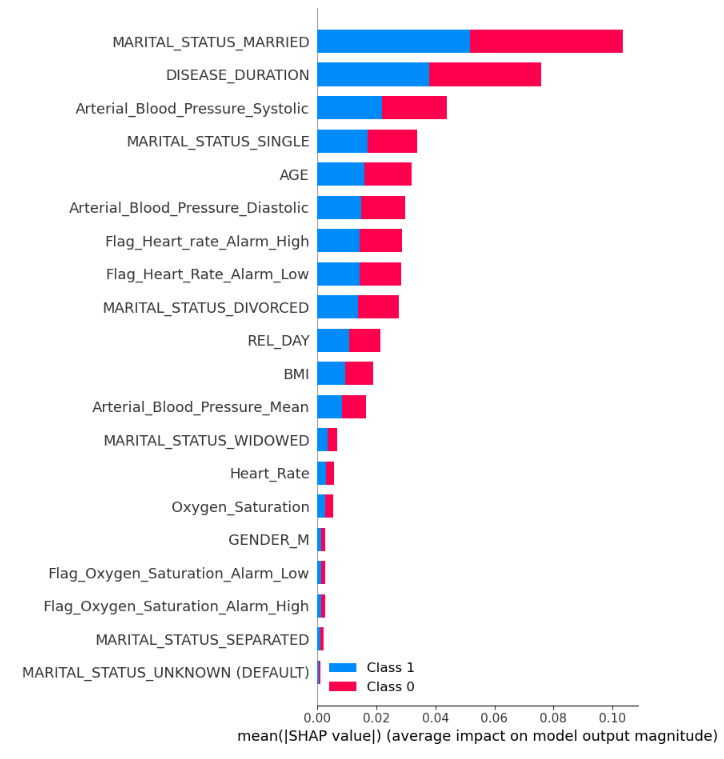 MARITAL_STATUS_MARRIED
DISEASE_DURATION
Arterial_Blood_Pressure_Systolic
MARITAL_STATUS_SINGLE
AGE
Arterial_Blood_Pressure_Diastolic
Flag_Heart_rate_Alarm_High
Flag_Heart_Rate_Alarm_Low
MARITAL_STATUS_DIVORCED
REL_DAY
BMI
Arterial_Blood_Pressure_Mean
MARITAL_STATUS_WIDOWED
Heart_Rate
Oxygen_Saturation
GENDER_M
Flag_Oxygen_Saturation_Alarm_Low
Flag_Oxygen_Saturation_Alarm_High
MARITAL_STATUS_SEPARATED
MARITAL_STATUS_UNKNOWN (DEFAULT)
Class 1
Class 0
0.00 0.02 0.04 0.06 0.08 0.10
mean(|SHAP value|) (average impact on model output magnitude)